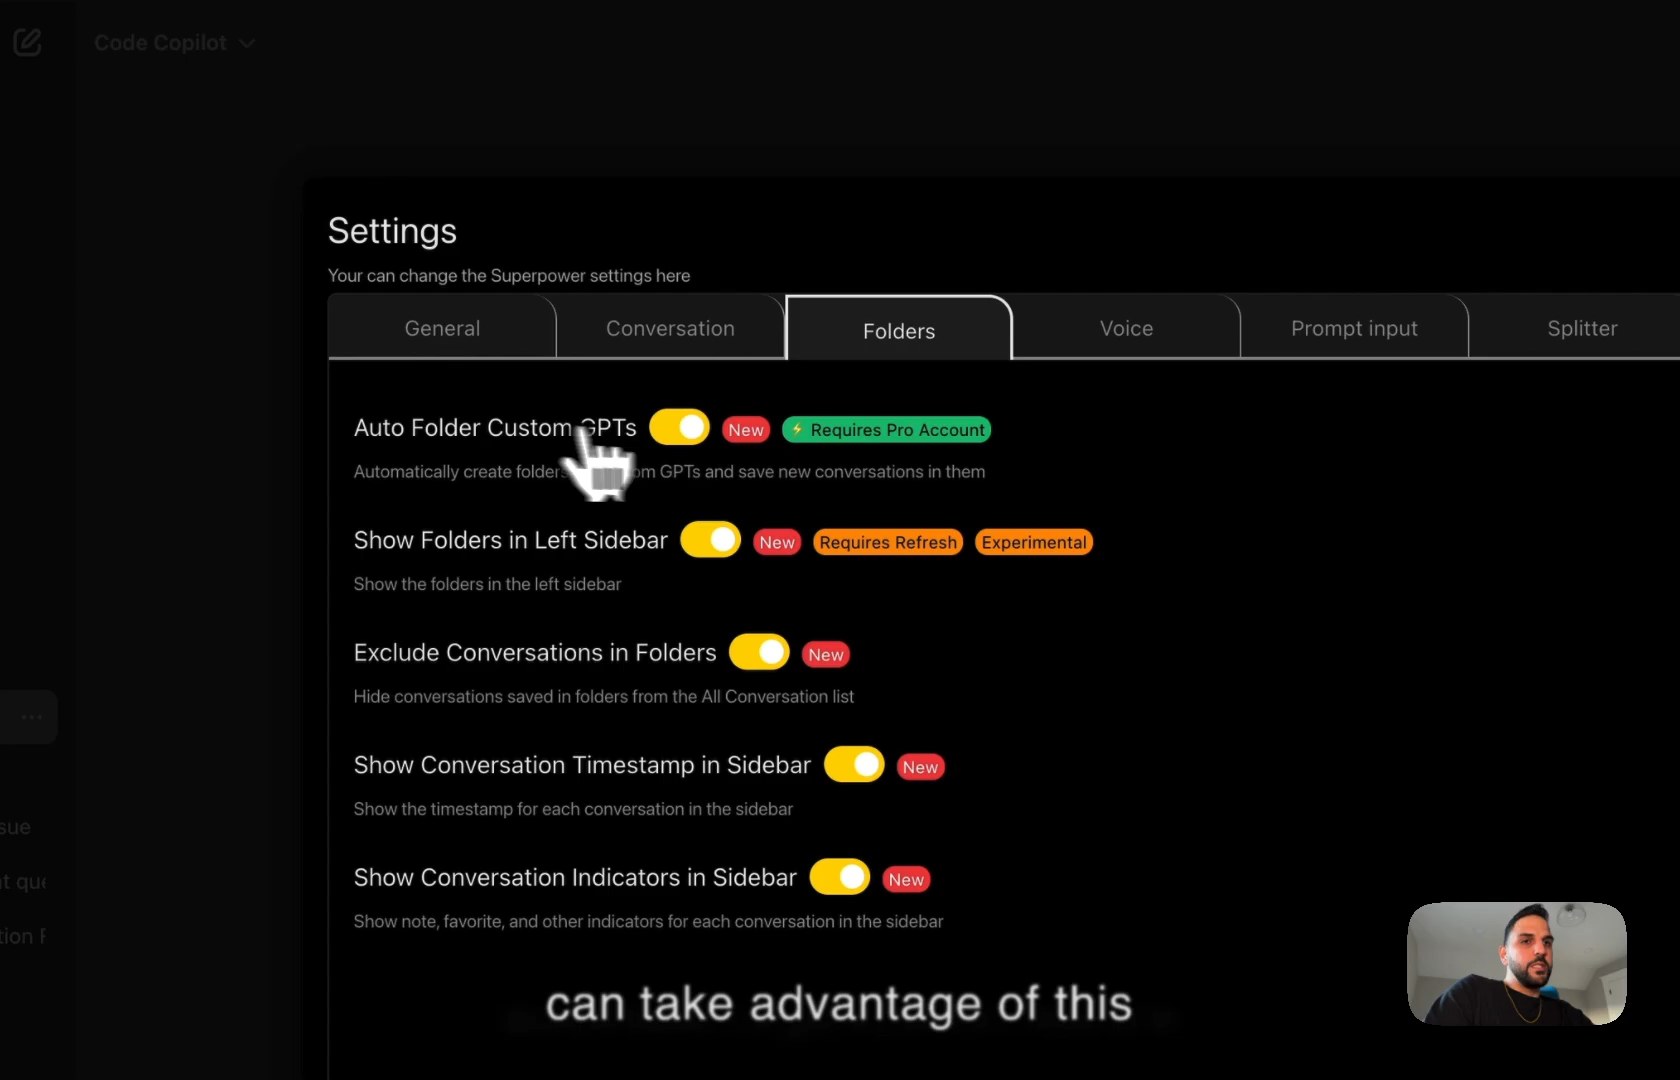 Code Copilot
Settings
Your can change the Superpower settings here
General Conversation Folders Voice Prompt input Splitter
Auto Folder Custom GPTs New ⚡ Requires Pro Account
Automatically create folders GPTs and save new conversations in them
Show Folders in Left Sidebar New Requires Refresh Experimental
Show the folders in the left sidebar
Exclude Conversations in Folders New
Hide conversations saved in folders from the All Conversation list
Show Conversation Timestamp in Sidebar New
Show the timestamp for each conversation in the sidebar
sue
Show Conversation Indicators in Sidebar New
t que
Show note, favorite, and other indicators for each conversation in the sidebar
tion F
can take advantage of this